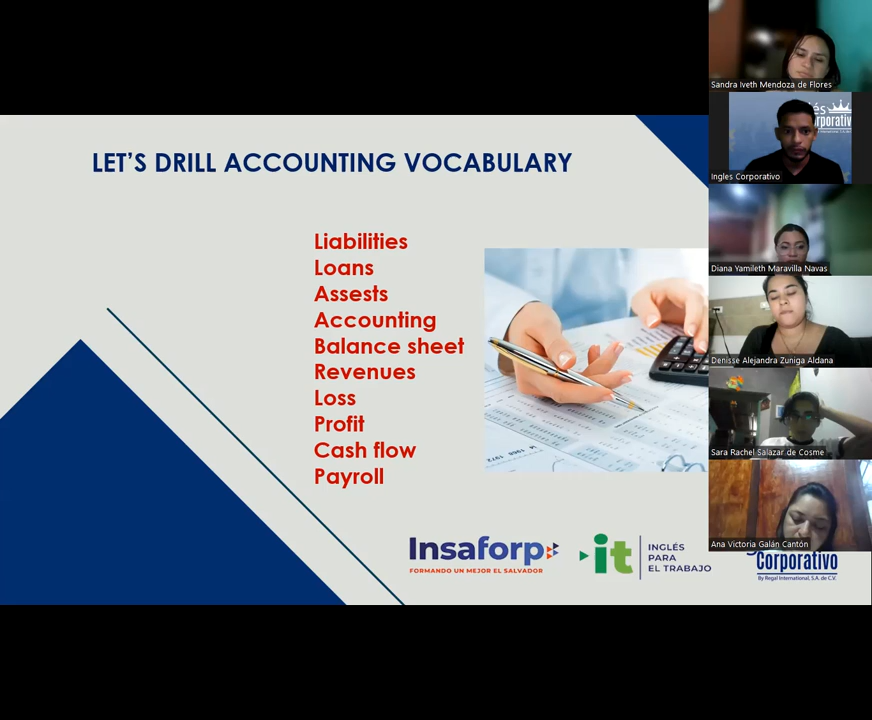 LET'S DRILL ACCOUNTING VOCABULARY
Liabilities
Loans
Assests
Accounting
Balance sheet
Revenues
Loss
Profit
Cash flow
Payroll
Insaforp
FORMANDO UN MEJOR EL SALVADOR
it
INGLÉS
PARA
EL TRABAJO
Corporativo
By Regal International, S.A. de C.V.
Sandra Iveth Mendoza de Flores
Ingles Corporativo
Diana Yamileth Maravilla Navas
Denisse Alejandra Zuniga Aldana
Sara Rachel Salazar de Cosme
Ana Victoria Galán Cantón